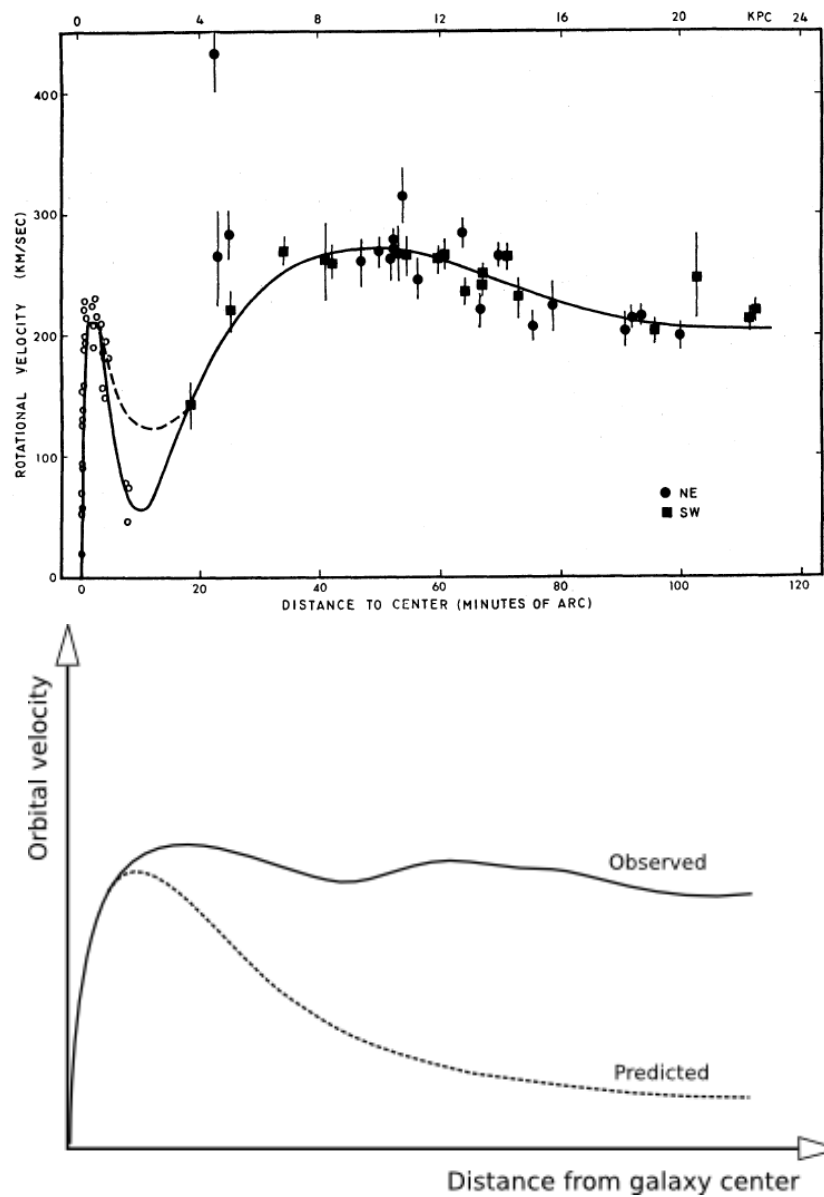 0 4 8 12 16 20 KPC 24
400
300
200
100
0
ROTATIONAL VELOCITY (KM/SEC)
NE
SW
0 20 40 60 80 100 120
DISTANCE TO CENTER (MINUTES OF ARC)
Orbital velocity
Observed
Predicted
Distance from galaxy center